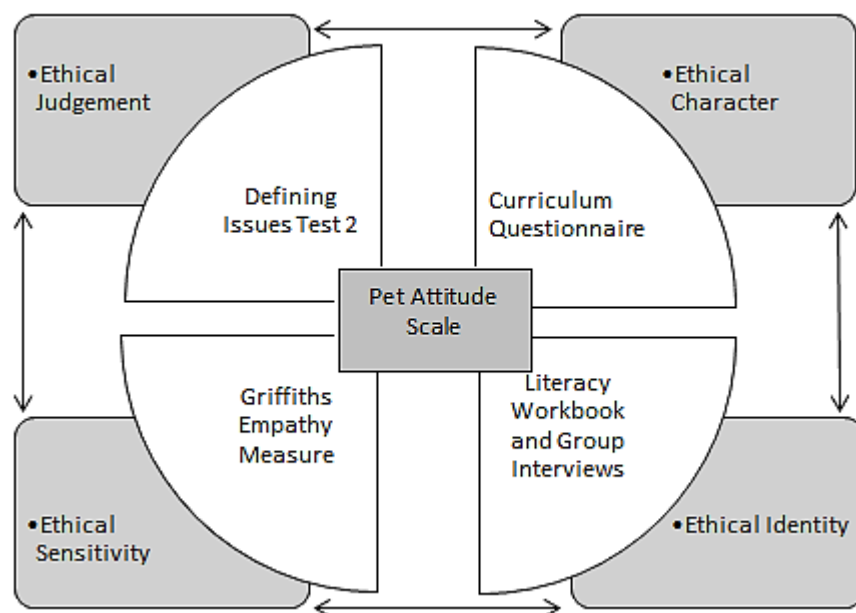 •Ethical
Judgement
•Ethical
Character
Defining
Issues Test 2
Curriculum
Questionnaire
Pet Attitude
Scale
Griffiths
Empathy
Measure
Literacy
Workbook
and Group
Interviews
•Ethical
Sensitivity
•Ethical Identity